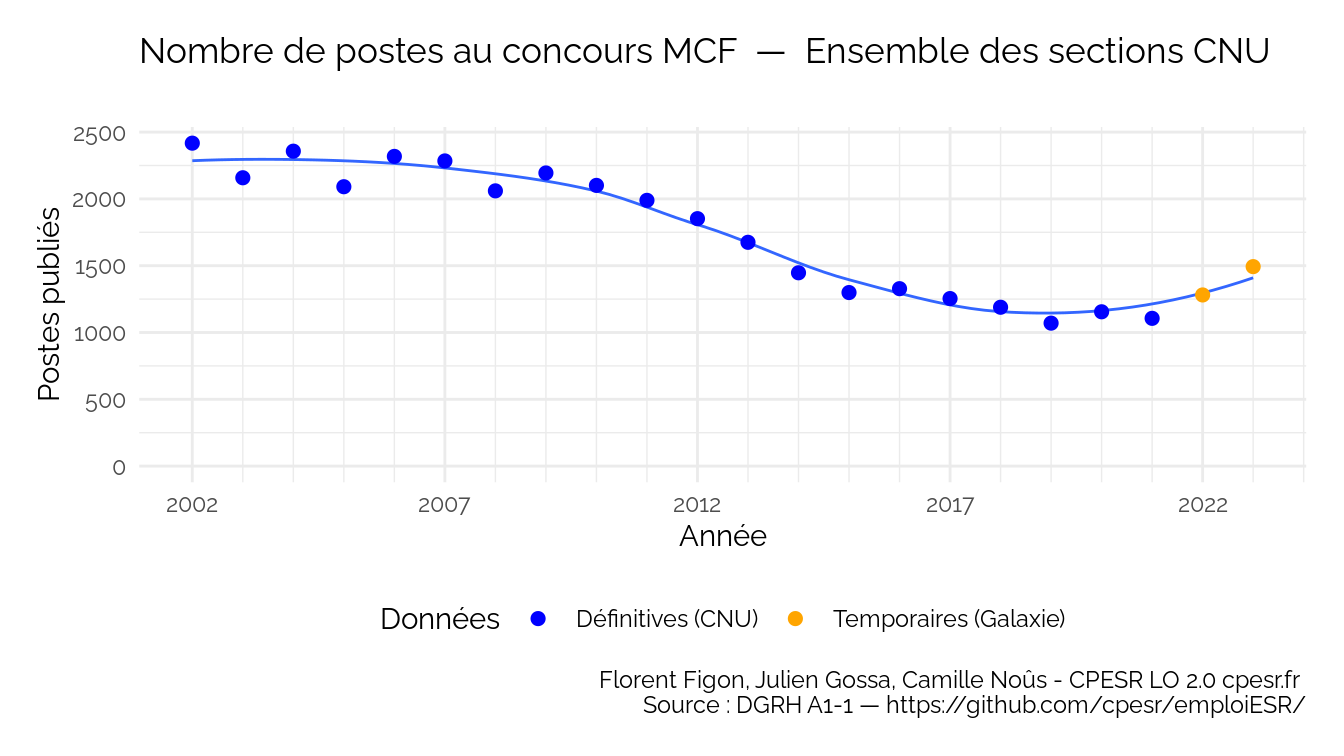 Nombre de postes au concours MCF — Ensemble des sections CNU
Postes publiés
2500
2000
1500
1000
500
0
2002 2007 2012 2017 2022
Année
Données Définitives (CNU) Temporaires (Galaxie)
Florent Figon, Julien Gossa, Camille Noûs - CPESR LO 2.0 cpesr.fr
Source : DGRH A1-1 — https://github.com/cpesr/emploiESR/